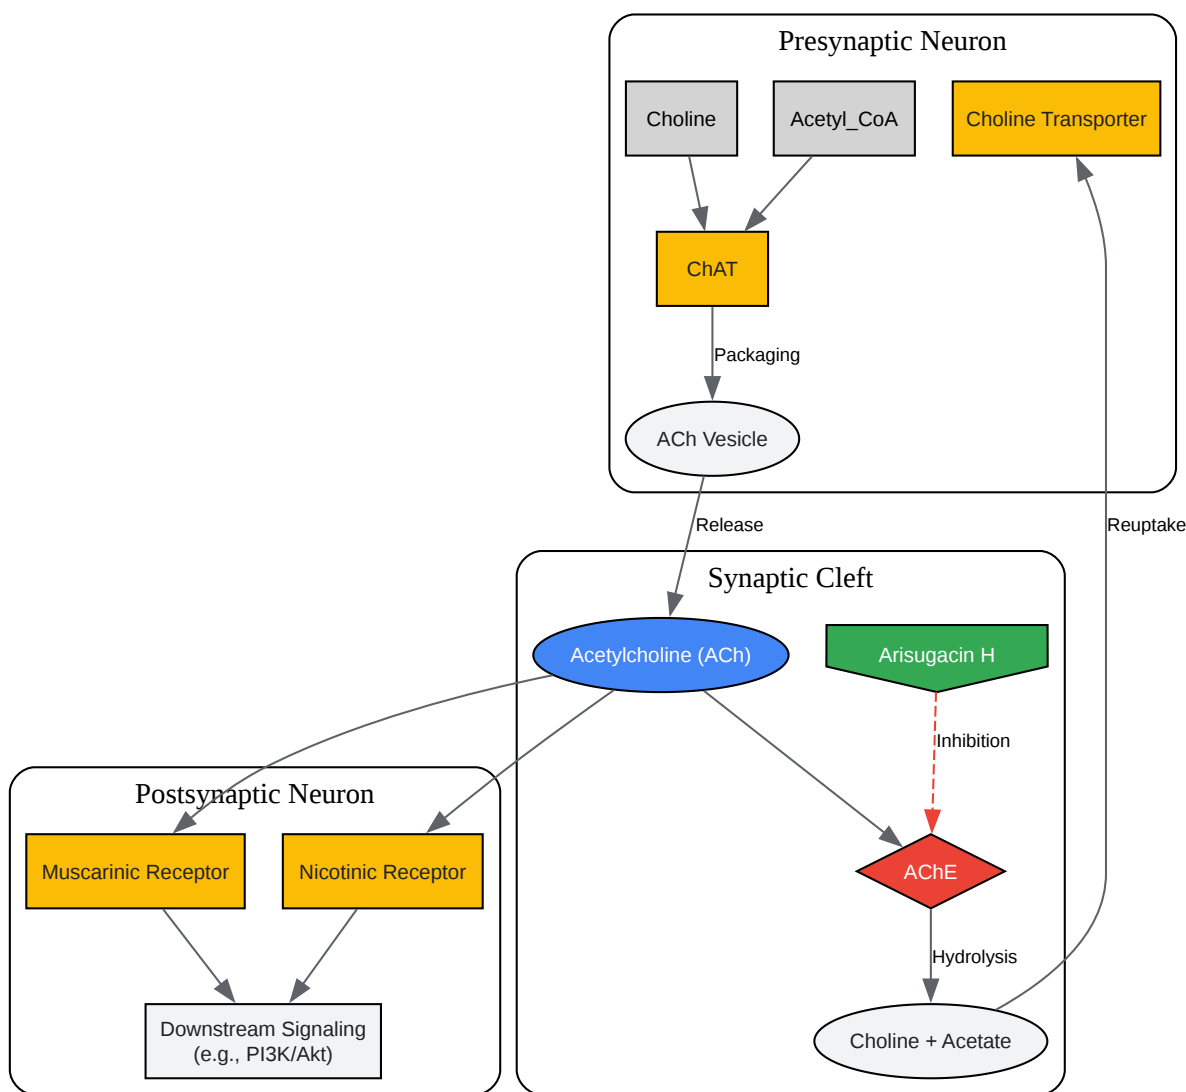 Presynaptic Neuron
Choline
Acetyl_CoA
Choline Transporter
ChAT
Packaging
ACh Vesicle
Release
Reuptake
Synaptic Cleft
Acetylcholine (ACh)
Arisugacin H
Inhibition
Postsynaptic Neuron
Muscarinic Receptor
Nicotinic Receptor
AChE
Hydrolysis
Downstream Signaling
(e.g., PI3K/Akt)
Choline + Acetate